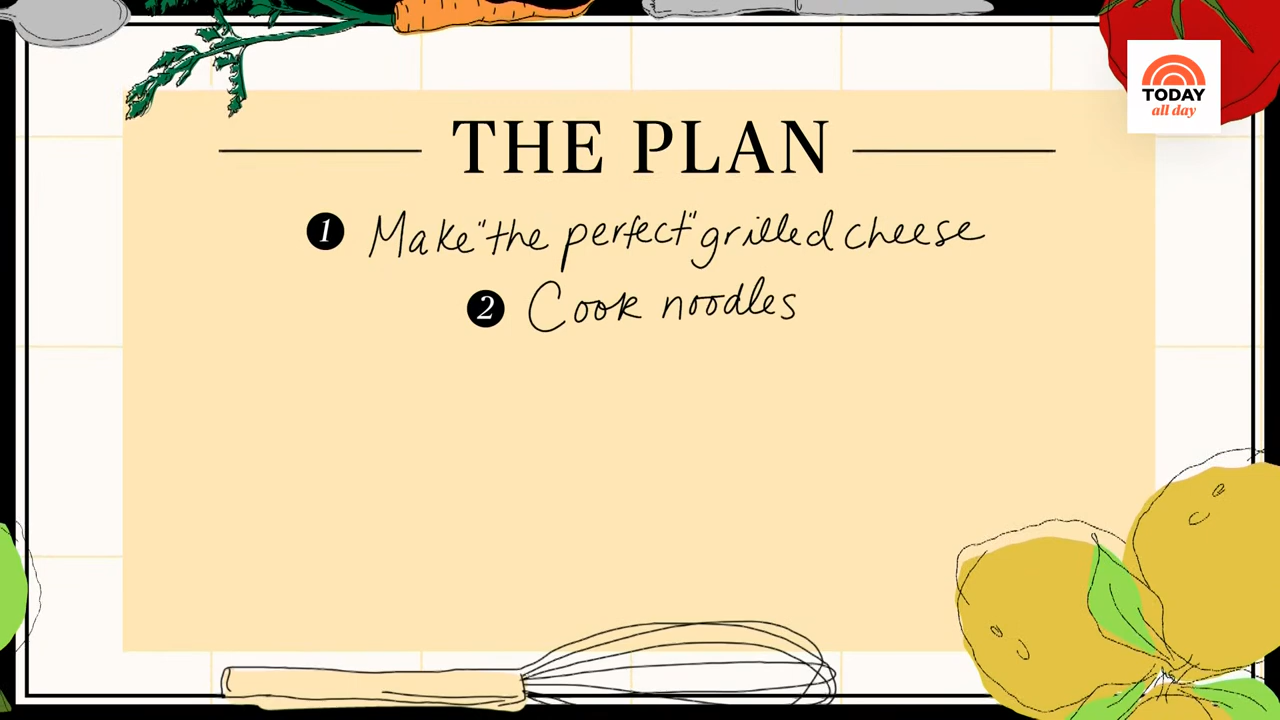 TODAY
all day
THE PLAN
1 Make "the perfect" grilled cheese
2 Cook noodles